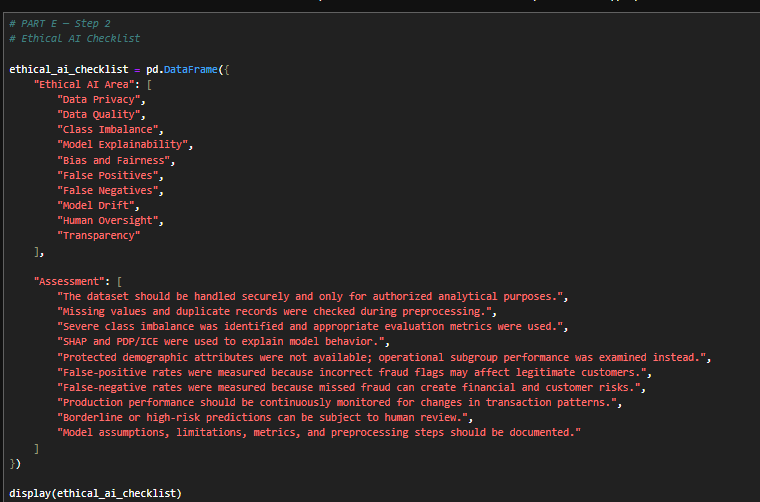 # PART E — Step 2
# Ethical AI Checklist
ethical_ai_checklist = pd.DataFrame({
"Ethical AI Area": [
"Data Privacy",
"Data Quality",
"Class Imbalance",
"Model Explainability",
"Bias and Fairness",
"False Positives",
"False Negatives",
"Model Drift",
"Human Oversight",
"Transparency"
],
"Assessment": [
"The dataset should be handled securely and only for authorized analytical purposes.",
"Missing values and duplicate records were checked during preprocessing.",
"Severe class imbalance was identified and appropriate evaluation metrics were used.",
"SHAP and PDP/ICE were used to explain model behavior.",
"Protected demographic attributes were not available; operational subgroup performance was examined instead.",
"False-positive rates were measured because incorrect fraud flags may affect legitimate customers.",
"False-negative rates were measured because missed fraud can create financial and customer risks.",
"Production performance should be continuously monitored for changes in transaction patterns.",
"Borderline or high-risk predictions can be subject to human review.",
"Model assumptions, limitations, metrics, and preprocessing steps should be documented."
]
})
display(ethical_ai_checklist)